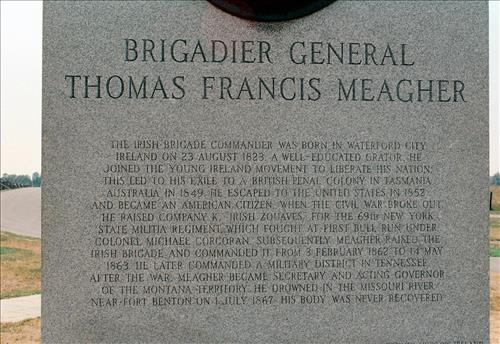 BRIGADIER GENERAL
THOMAS FRANCIS MEAGHER
THE IRISH BRIGADE COMMANDER WAS BORN IN WATERFORD CITY,
IRELAND ON 23 AUGUST 1823. A WELL-EDUCATED ORATOR, HE
JOINED THE YOUNG IRELAND MOVEMENT TO LIBERATE HIS NATION.
THIS LED TO HIS EXILE TO A BRITISH PENAL COLONY IN TASMANIA,
AUSTRALIA IN 1849. HE ESCAPED TO THE UNITED STATES IN 1852
AND BECAME AN AMERICAN CITIZEN. WHEN THE CIVIL WAR BROKE OUT,
HE RAISED COMPANY K, "IRISH ZOUAVES," FOR THE 69TH NEW YORK
STATE MILITIA REGIMENT, WHICH FOUGHT AT FIRST BULL RUN UNDER
COLONEL MICHAEL CORCORAN. SUBSEQUENTLY MEAGHER RAISED THE
IRISH BRIGADE AND COMMANDED IT FROM 3 FEBRUARY 1862 TO 14 MAY
1863. HE LATER COMMANDED A MILITARY DISTRICT IN TENNESSEE.
AFTER THE WAR, MEAGHER BECAME SECRETARY AND ACTING GOVERNOR
OF THE MONTANA TERRITORY. HE DROWNED IN THE MISSOURI RIVER
NEAR FORT BENTON ON 1 JULY 1867. HIS BODY WAS NEVER RECOVERED.
IRELAND